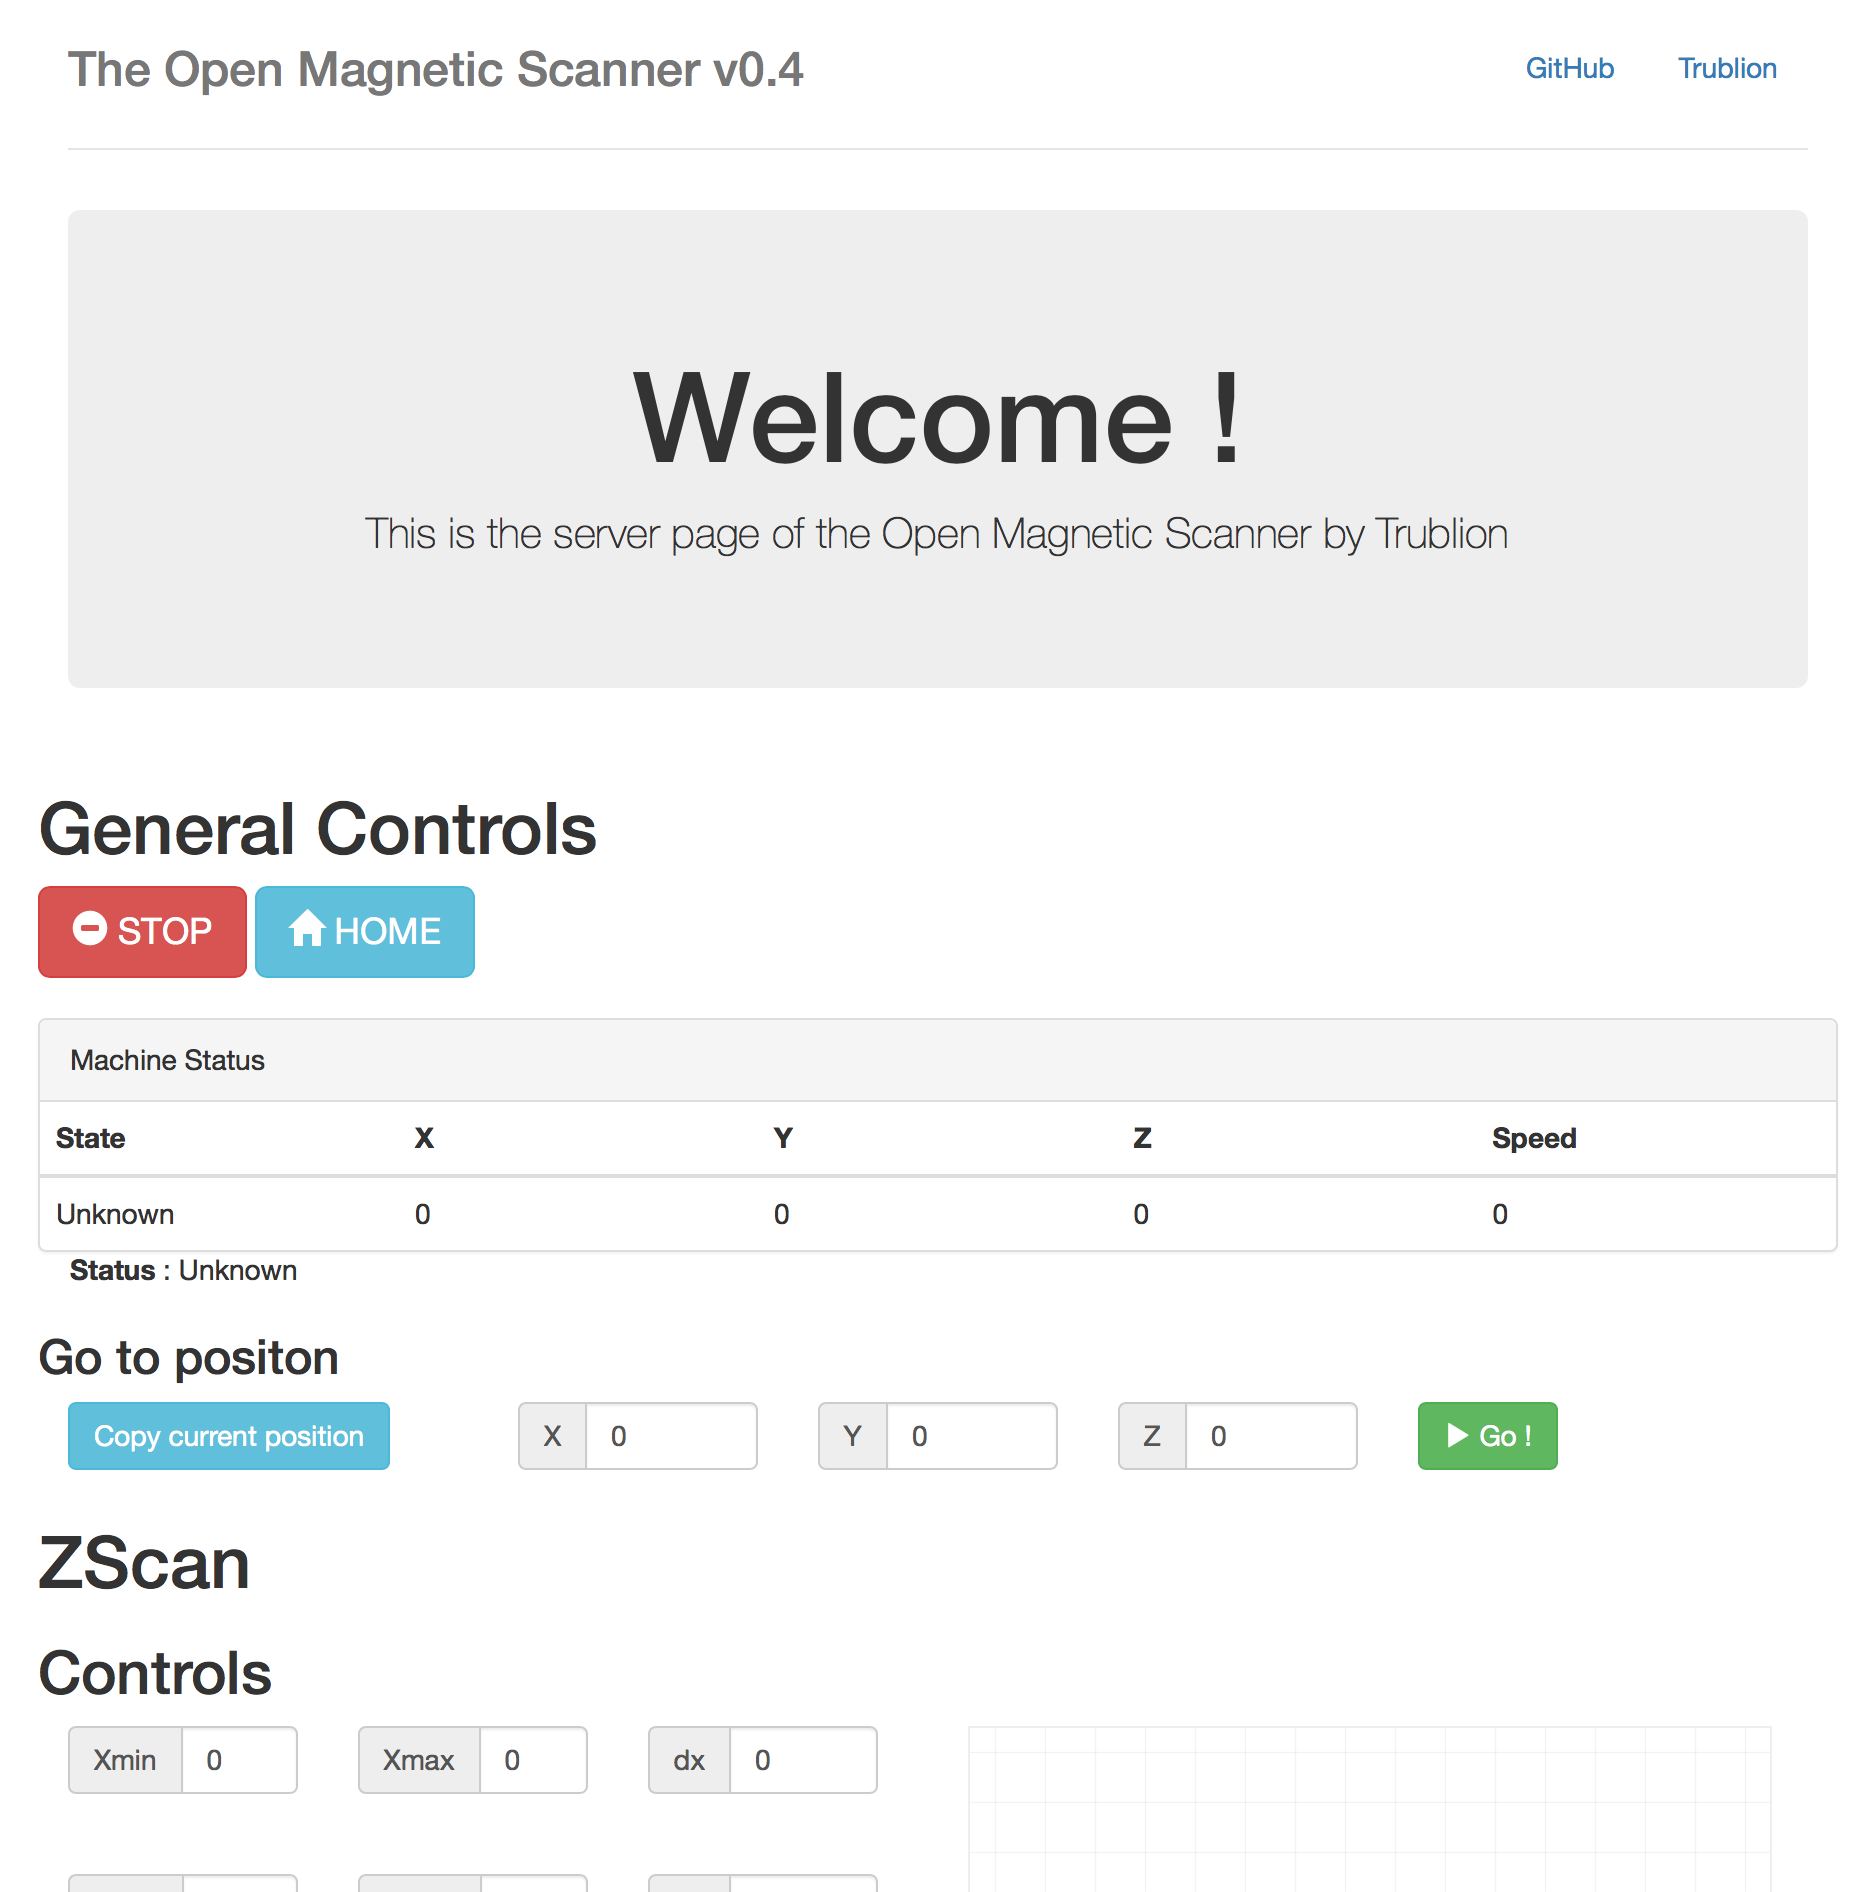 The Open Magnetic Scanner v0.4 GitHub Trublion
Welcome !
This is the server page of the Open Magnetic Scanner by Trublion
General Controls
STOP HOME
Machine Status
State X Y Z Speed
Unknown 0 0 0 0
Status : Unknown
Go to positon
Copy current position X 0 Y 0 Z 0 Go !
ZScan
Controls
Xmin 0 Xmax 0 dx 0